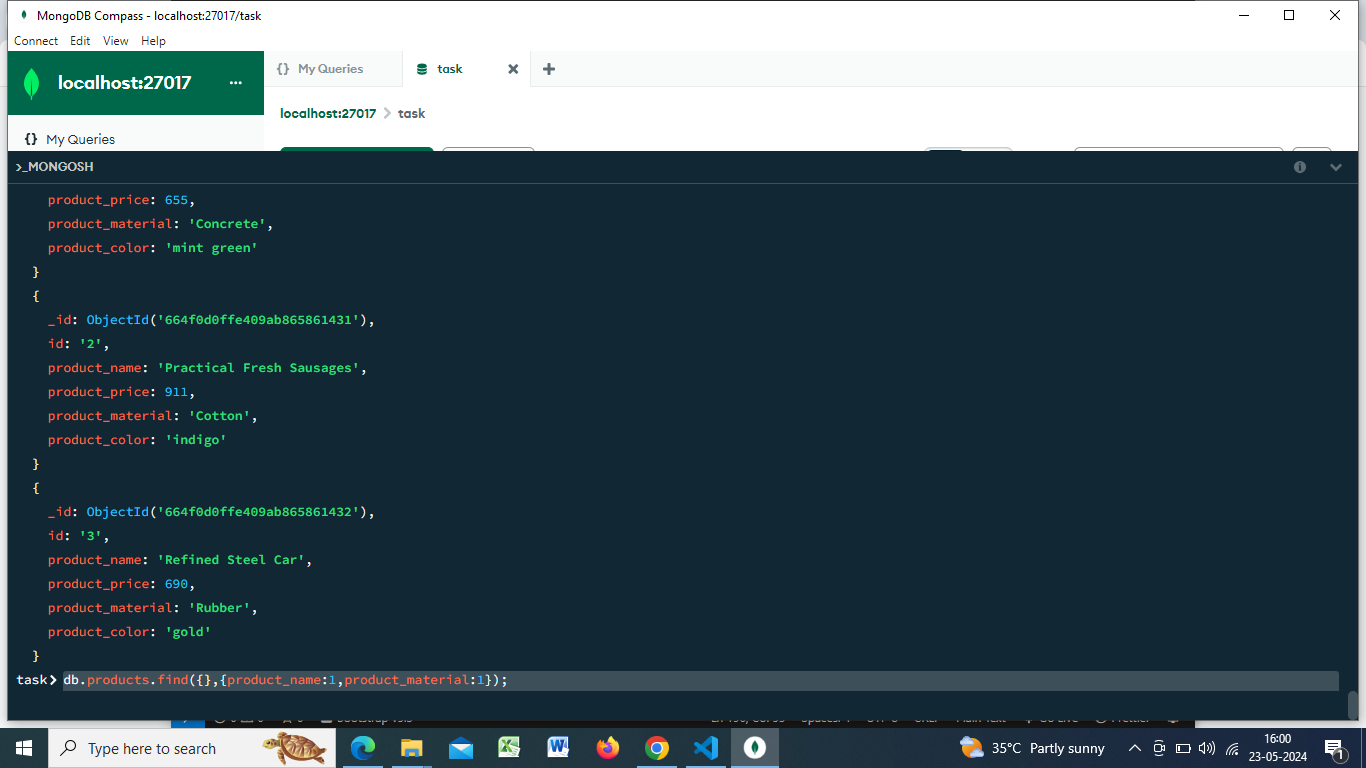 MongoDB Compass - localhost:27017/task
Connect Edit View Help
localhost:27017 ...
{} My Queries
task
localhost:27017 > task
{} My Queries
>_MONGOSH
product_price: 655,
product_material: 'Concrete',
product_color: 'mint green'
}
{
_id: ObjectId('664f0d0ffe409ab865861431'),
id: '2',
product_name: 'Practical Fresh Sausages',
product_price: 911,
product_material: 'Cotton',
product_color: 'indigo'
}
{
_id: ObjectId('664f0d0ffe409ab865861432'),
id: '3',
product_name: 'Refined Steel Car',
product_price: 690,
product_material: 'Rubber',
product_color: 'gold'
}
task> db.products.find({},{product_name:1,product_material:1});
Type here to search
35°C Partly sunny
16:00
23-05-2024
1